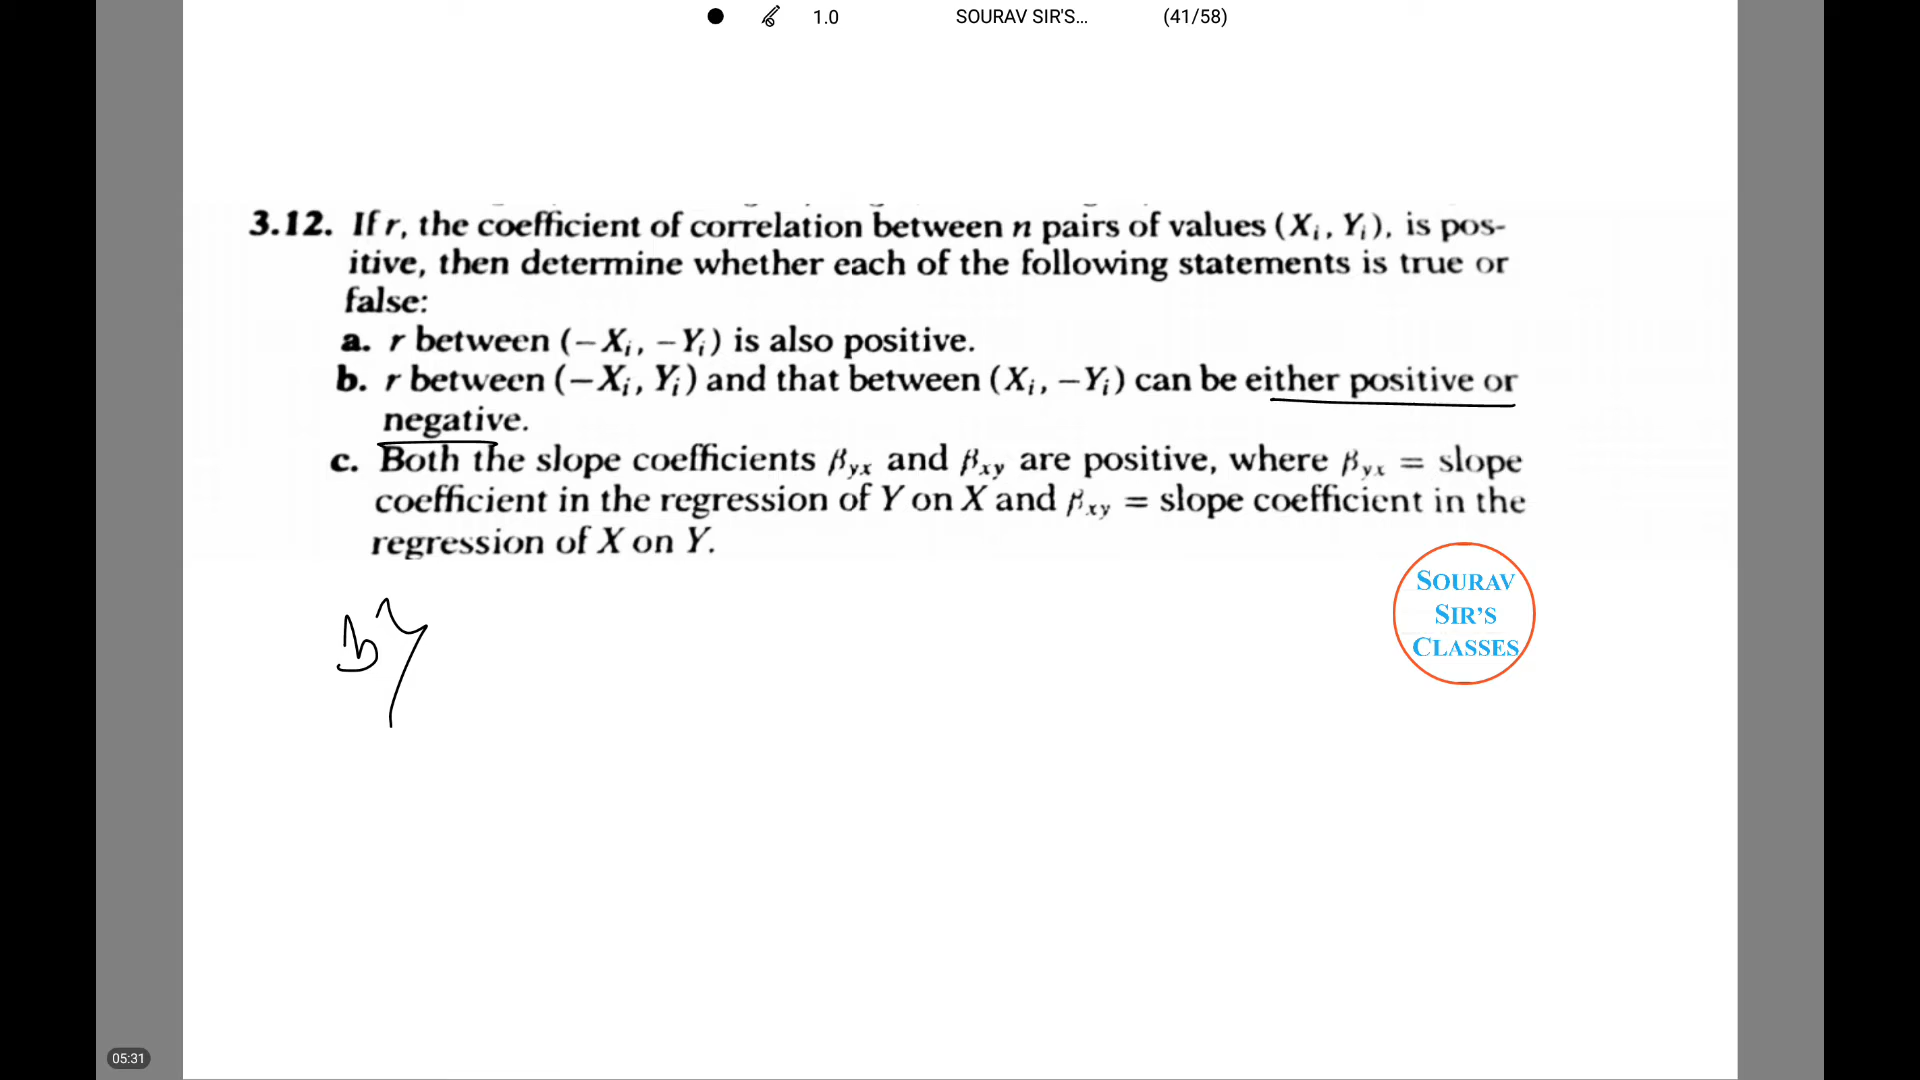 1.0 SOURAV SIR'S... (41/58)
3.12. If r, the coefficient of correlation between n pairs of values (Xᵢ, Yᵢ), is pos-
itive, then determine whether each of the following statements is true or
false:
a. r between (−Xᵢ, −Yᵢ) is also positive.
b. r between (−Xᵢ, Yᵢ) and that between (Xᵢ, −Yᵢ) can be either positive or
negative.
c. Both the slope coefficients βyx and βxy are positive, where βyx = slope
coefficient in the regression of Y on X and βxy = slope coefficient in the
regression of X on Y.
SOURAV
SIR'S
CLASSES
05:31